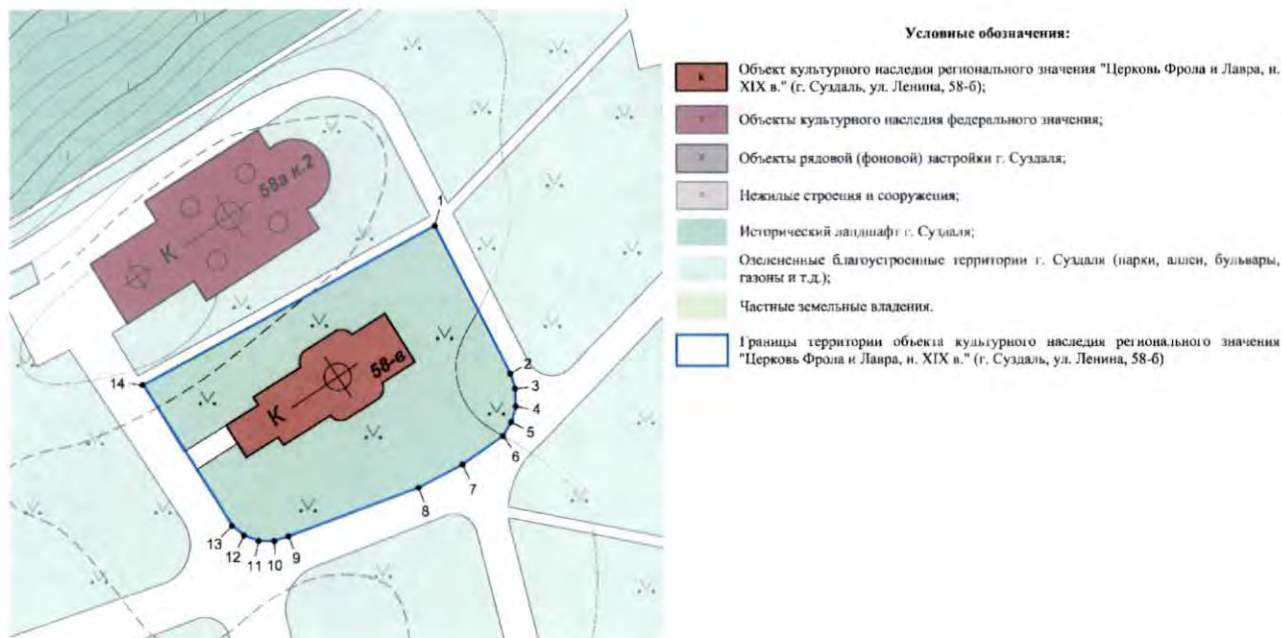 Условные обозначения:
к Объект культурного наследия регионального значения "Церковь Фрола и Лавра, н.
XIX в." (г. Суздаль, ул. Ленина, 58-б);
Объекты культурного наследия федерального значения;
Объекты рядовой (фоновой) застройки г. Суздаля;
Нежилые строения и сооружения;
Исторический ландшафт г. Суздаля;
Озелененные благоустроенные территории г. Суздаля (парки, аллеи, бульвары,
газоны и т.д.);
Частные земельные владения.
Границы территории объекта культурного наследия регионального значения
"Церковь Фрола и Лавра, н. XIX в." (г. Суздаль, ул. Ленина, 58-б)
58а к.2
К
1
58-в
К
14
2
3
4
5
6
7
8
9
10
11
12
13